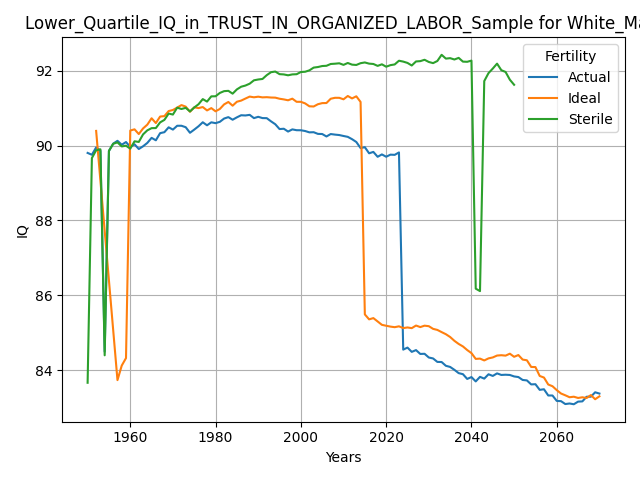 Lower_Quartile_IQ_in_TRUST_IN_ORGANIZED_LABOR_Sample for White_Ma
Fertility
Actual
Ideal
Sterile
IQ
92
90
88
86
84
1960 1980 2000 2020 2040 2060
Years